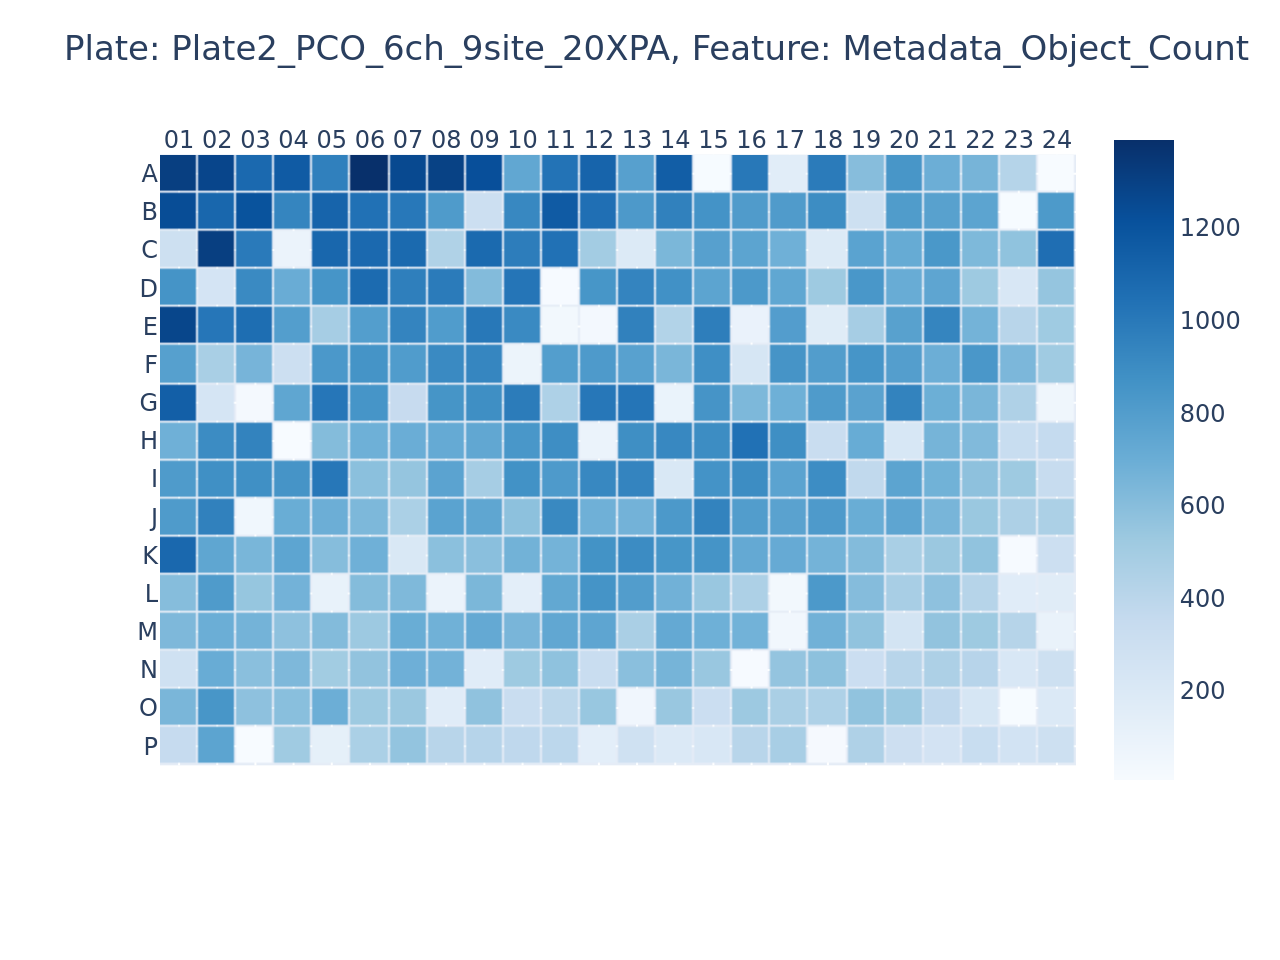 Plate: Plate2_PCO_6ch_9site_20XPA, Feature: Metadata_Object_Count
01 02 03 04 05 06 07 08 09 10 11 12 13 14 15 16 17 18 19 20 21 22 23 24
A
B
C
D
E
F
G
H
I
J
K
L
M
N
O
P
1200
1000
800
600
400
200